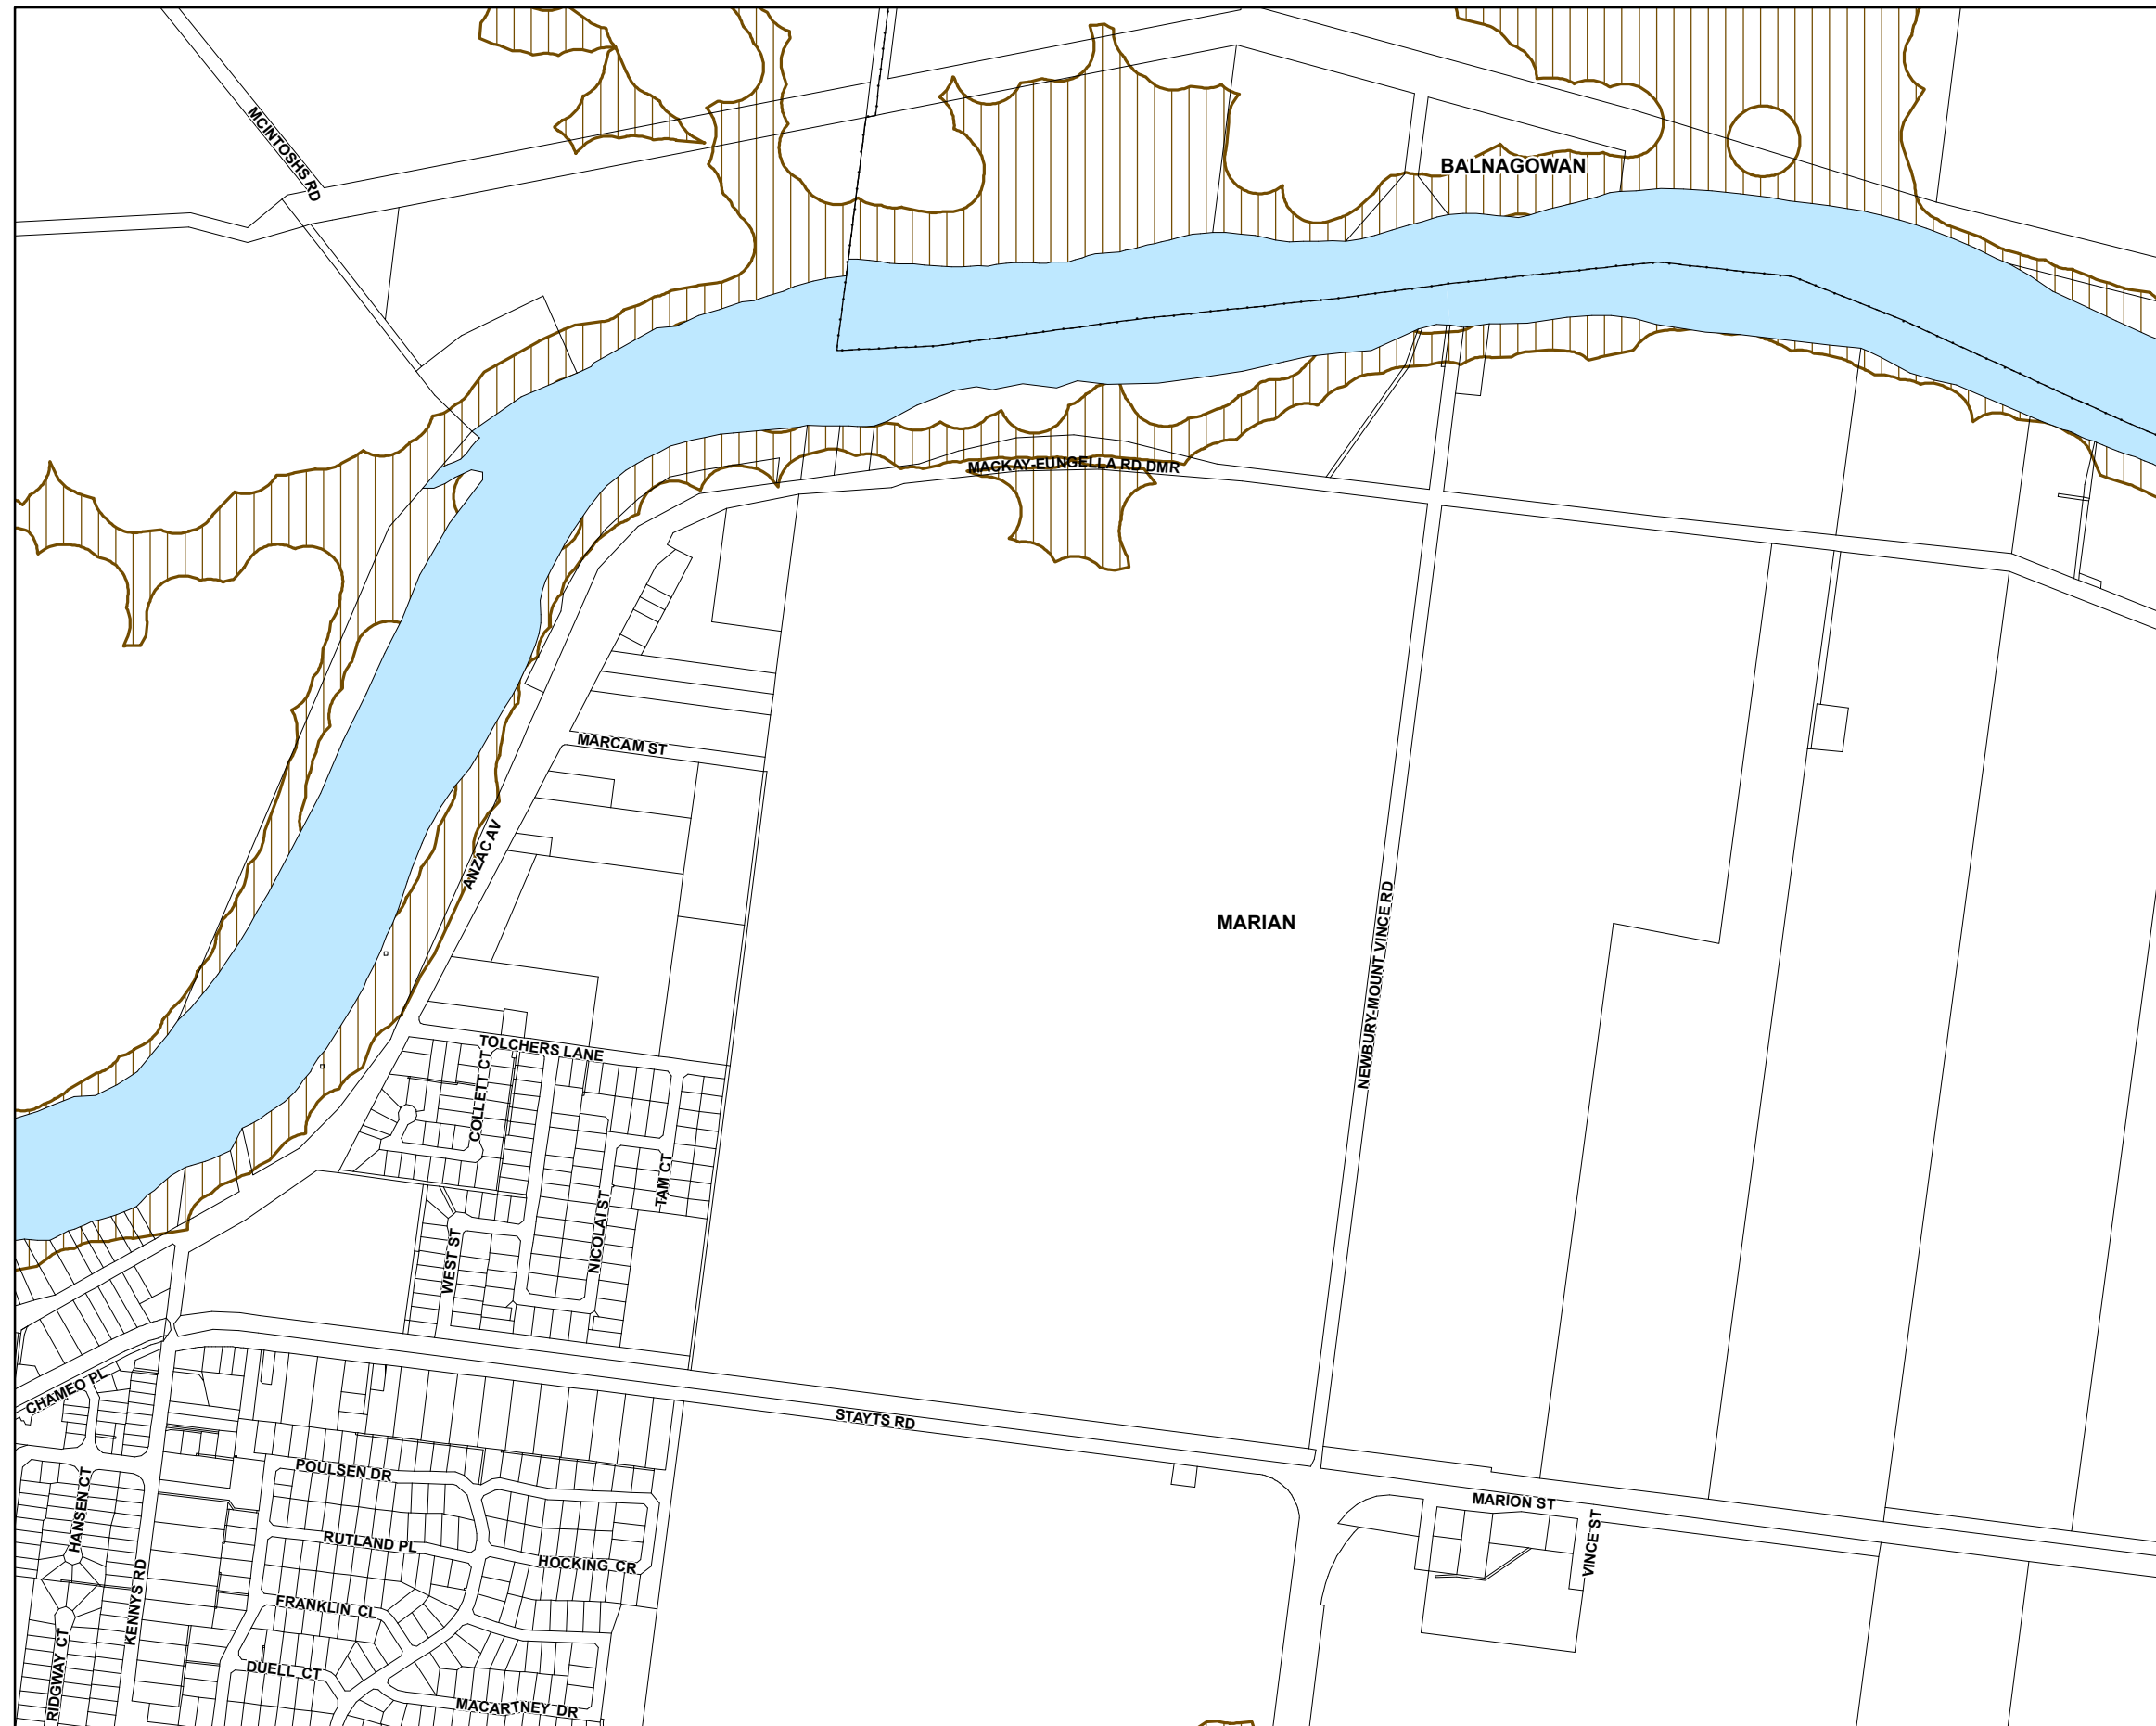 MCINTOSHS RD
BALNAGOWAN
MACKAY-EUNGELLA RD DMR
MARCAM ST
ANZAC AV
MARIAN
NEWBURY-MOUNT VINCE RD
TOLCHERS LANE
COLLETT CT
TAM CT
NICOLAI ST
WEST ST
CHAMEO PL
STAYTS RD
POULSEN DR
MARION ST
HANSEN CT
VINCE ST
RUTLAND PL
HOCKING CR
KENNYS RD
FRANKLIN CL
RIDGWAY CT
DUELL CT
MACARTNEY DR